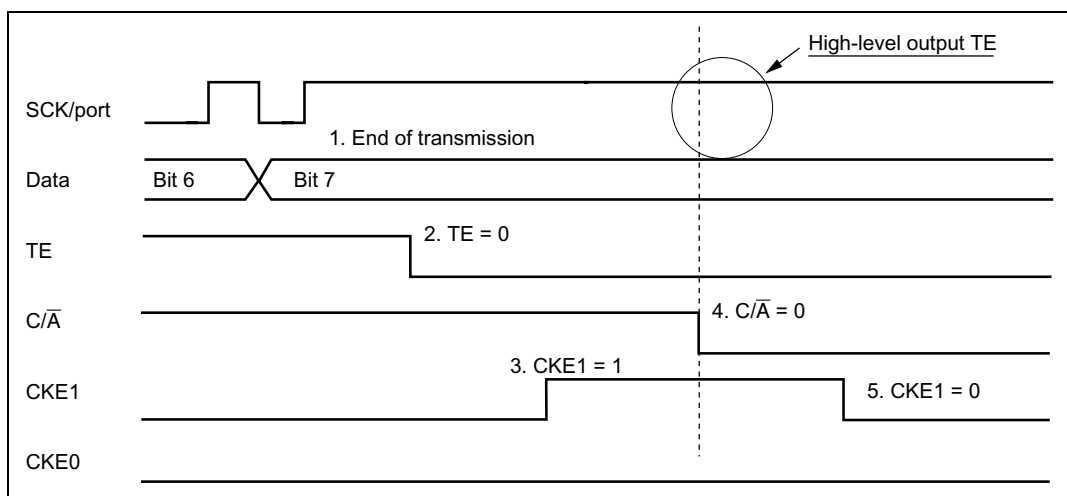 High-level output TE
SCK/port
1. End of transmission
Data
Bit 6
Bit 7
TE
2. TE = 0
C/A̅
4. C/A̅ = 0
3. CKE1 = 1
CKE1
5. CKE1 = 0
CKE0